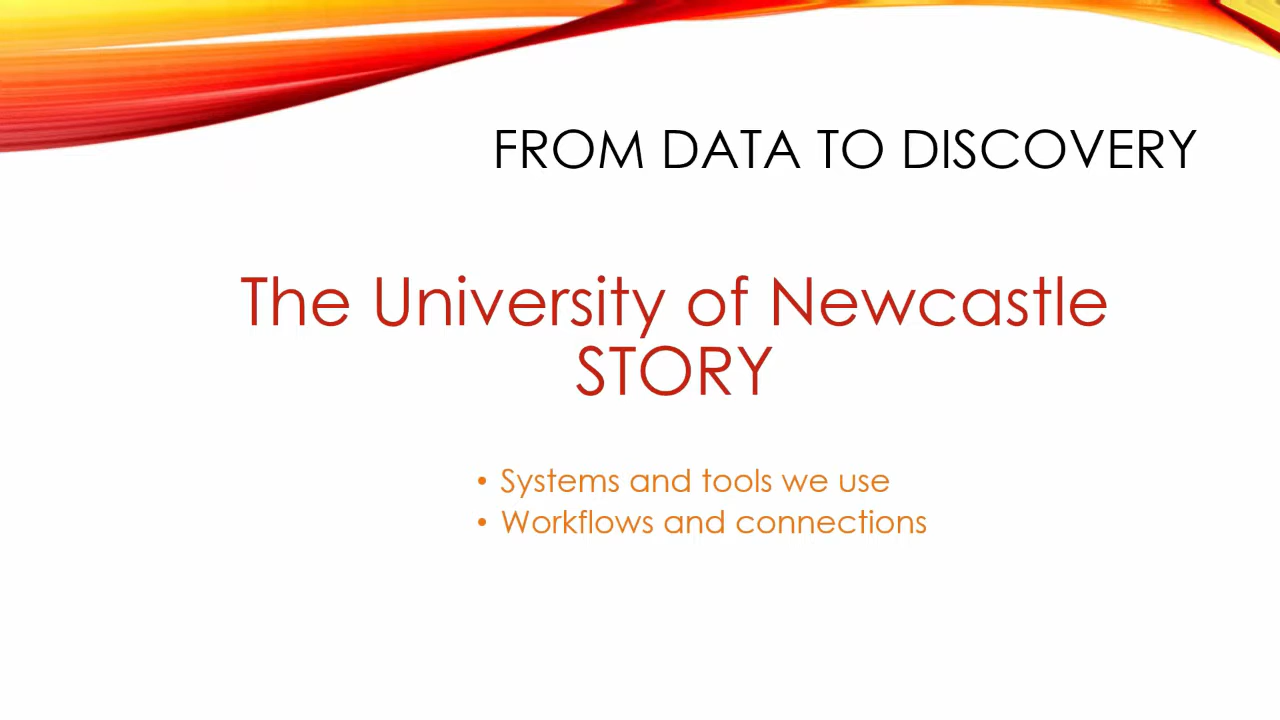 FROM DATA TO DISCOVERY
The University of Newcastle
STORY
• Systems and tools we use
• Workflows and connections